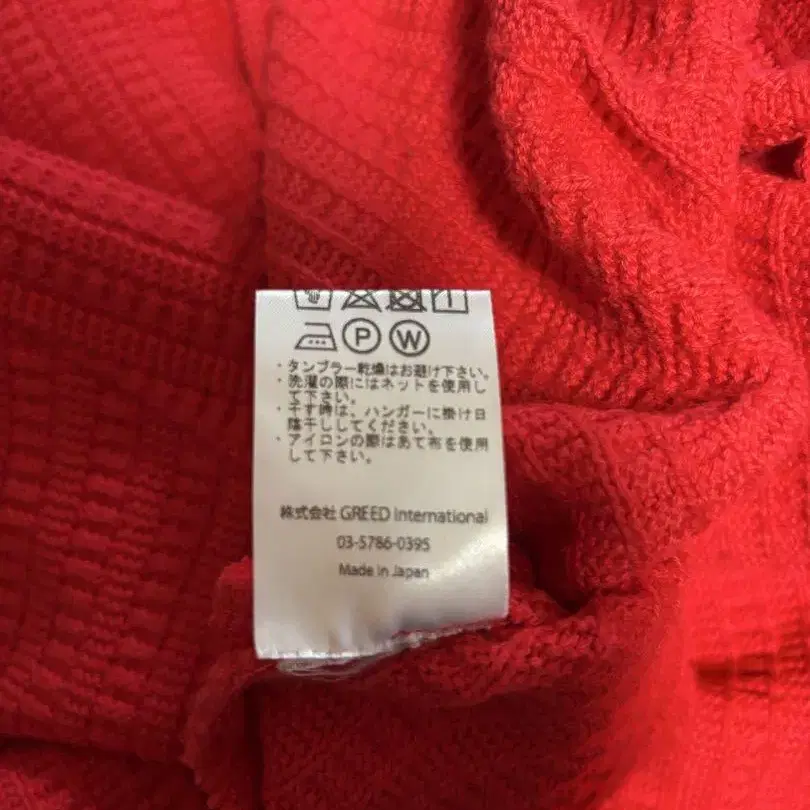 P W
・タンブラー乾燥はお避け下さい。
・洗濯の際にはネットを使用し
て下さい。
・干す時は、ハンガーに掛け日
陰干ししてください。
・アイロンの際はあて布を使用
して下さい。
株式会社 GREED International
03-5786-0395
Made in Japan